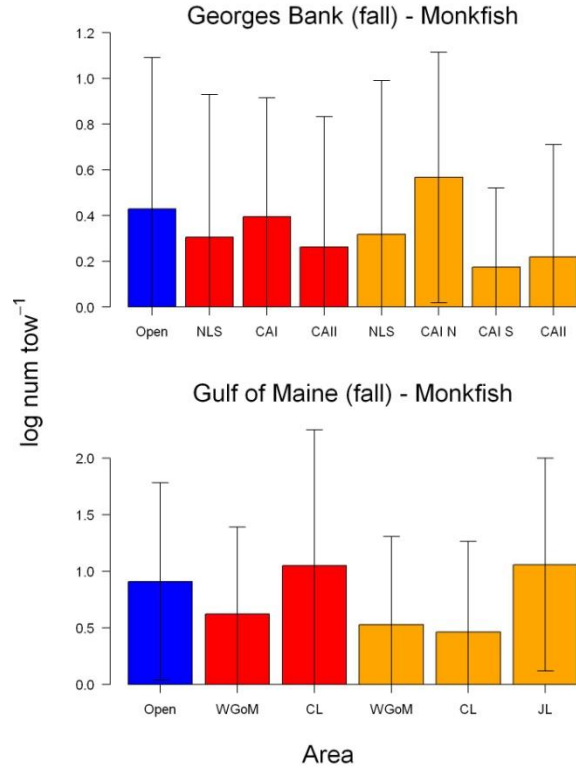 Georges Bank (fall) - Monkfish
1.2
1.0
0.8
0.6
0.4
0.2
0.0
Open NLS CAI CAII NLS CAI N CAI S CAII
log num tow⁻¹
Gulf of Maine (fall) - Monkfish
2.0
1.5
1.0
0.5
0.0
Open WGoM CL WGoM CL JL
Area